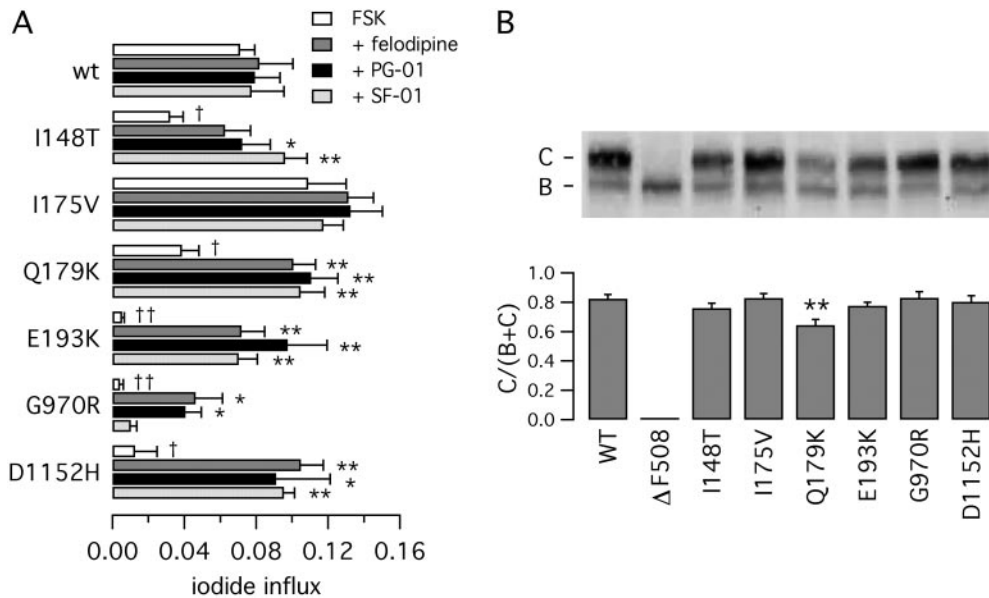 A
FSK
+ felodipine
+ PG-01
+ SF-01
wt
I148T
†
*
**
I175V
Q179K
†
**
**
**
E193K
††
**
**
**
G970R
††
*
*
D1152H
†
**
*
**
0.00 0.04 0.08 0.12 0.16
iodide influx
B
C -
B -
C/(B+C)
1.0
0.8
0.6
0.4
0.2
0.0
**
WT
ΔF508
I148T
I175V
Q179K
E193K
G970R
D1152H